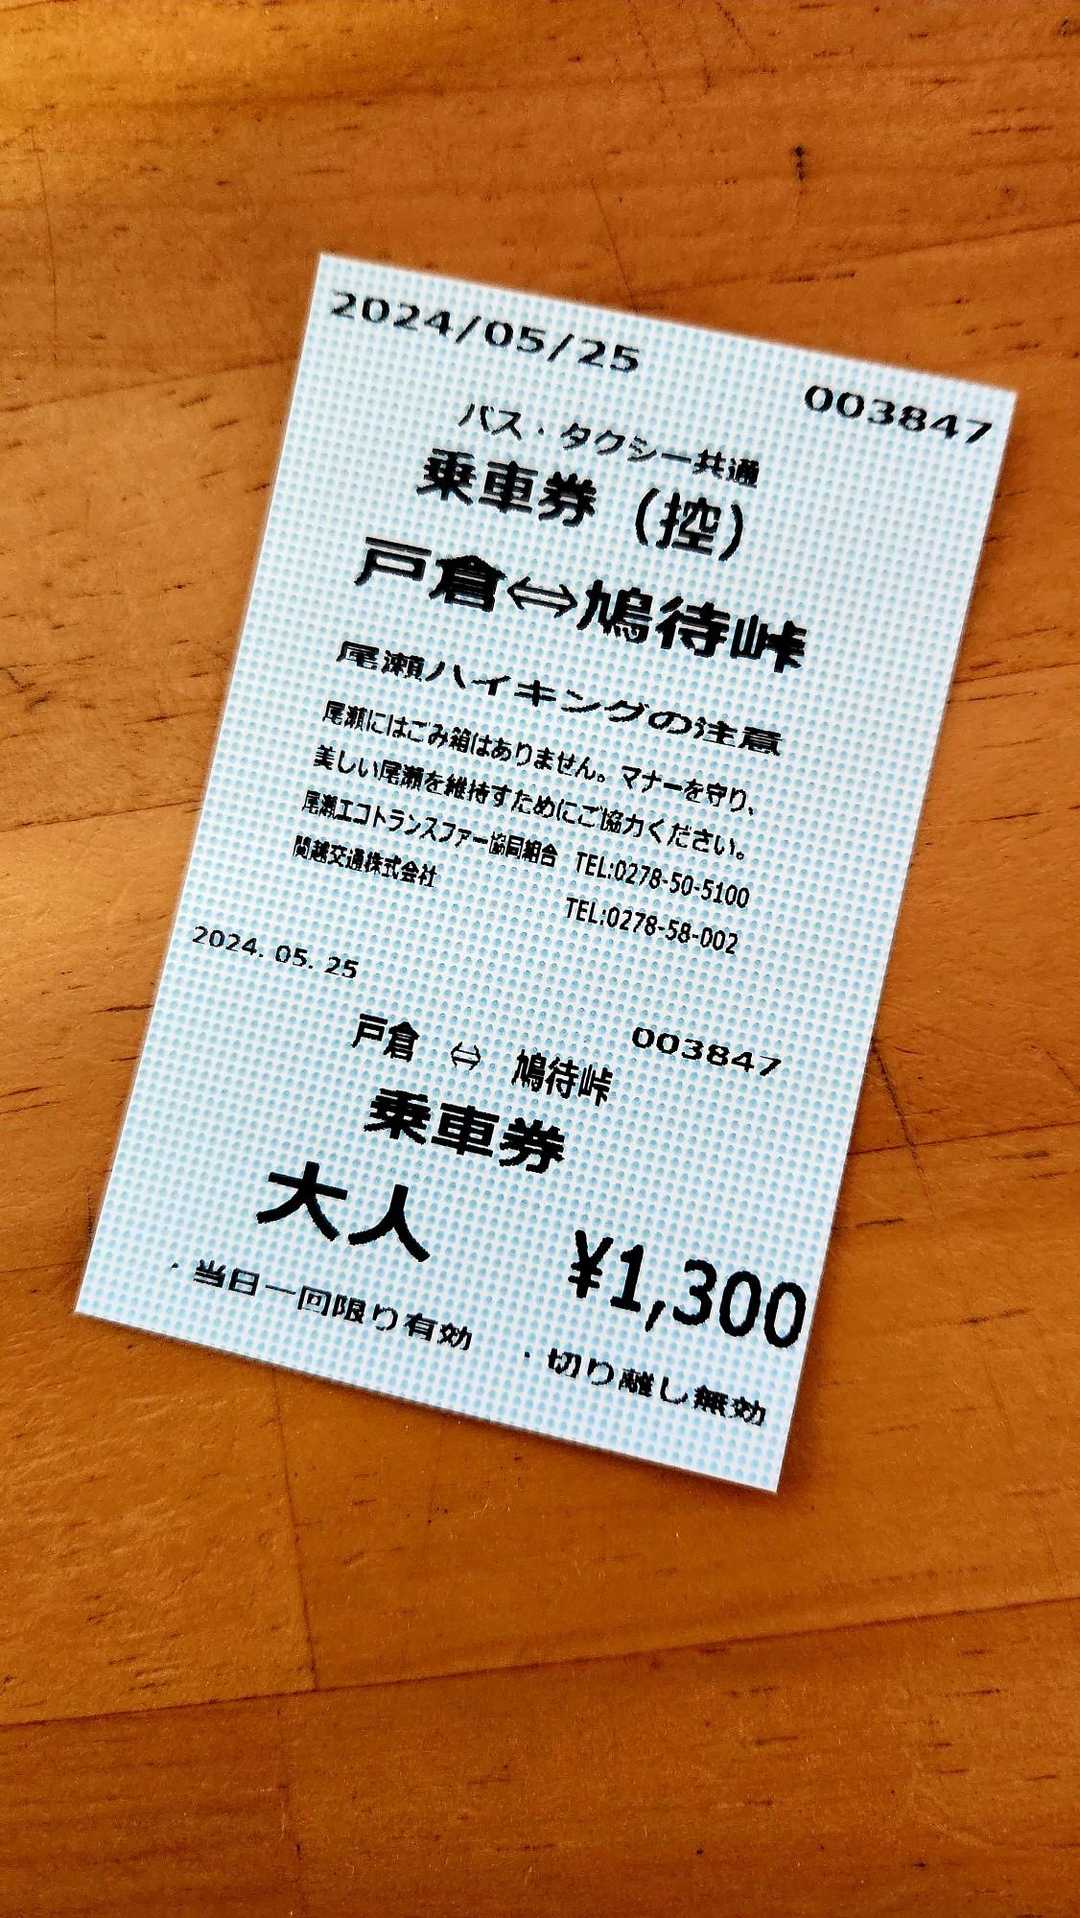 2024/05/25
003847
バス・タクシー共通
乗車券（控）
戸倉⇔鳩待峠
尾瀬ハイキングの注意
尾瀬にはごみ箱はありません。マナーを守り、
美しい尾瀬を維持すためにご協力ください。
尾瀬エコトランスファー協同組合 TEL:0278-50-5100
関越交通株式会社 TEL:0278-58-002
2024.05.25
003847
戸倉 ⇔ 鳩待峠
乗車券
大人 ¥1,300
・当日一回限り有効 ・切り離し無効